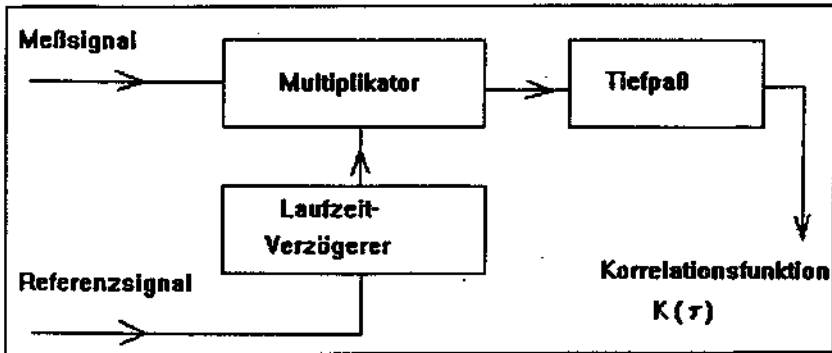 Meßsignal
Multiplikator
Tiefpaß
Laufzeit-
Verzögerer
Referenzsignal
Korrelationsfunktion
K(τ)